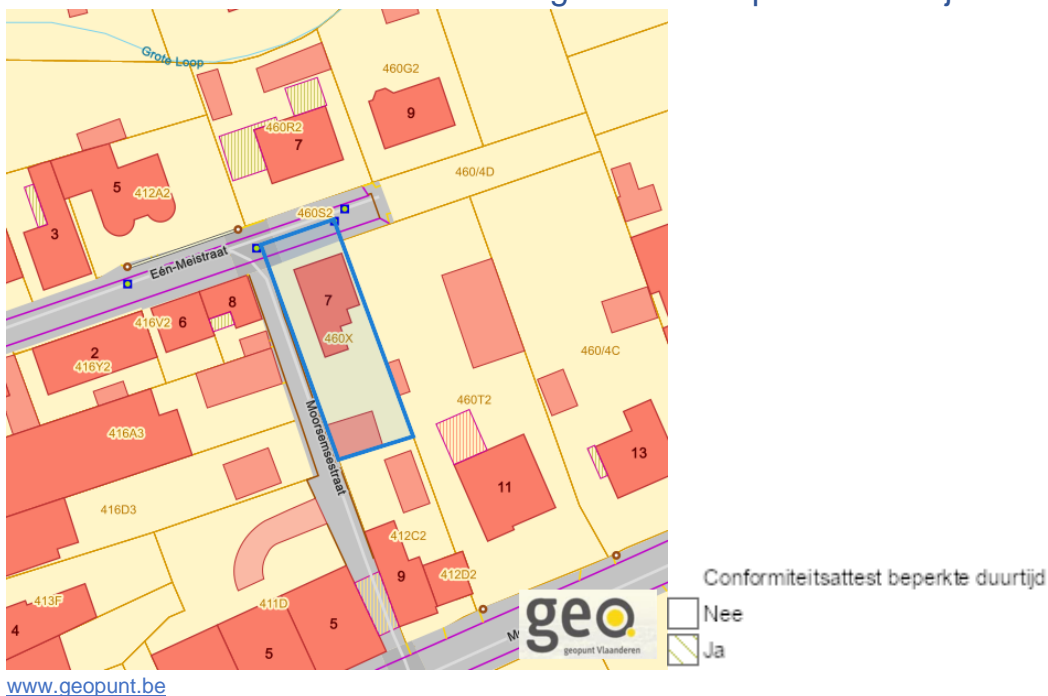 Grote Loop
460G2
9
460R2
7
460/4D
5
412A2
460S2
3
Eén-Meistraat
8
7
416V2
6
460X
2
416Y2
460/4C
460T2
416A3
Moorsemsestraat
13
11
416D3
412C2
9
412D2
413F
411D
4
5
5
geo
geopunt Vlaanderen
Conformiteitsattest beperkte duurtijd
Nee
Ja
www.geopunt.be